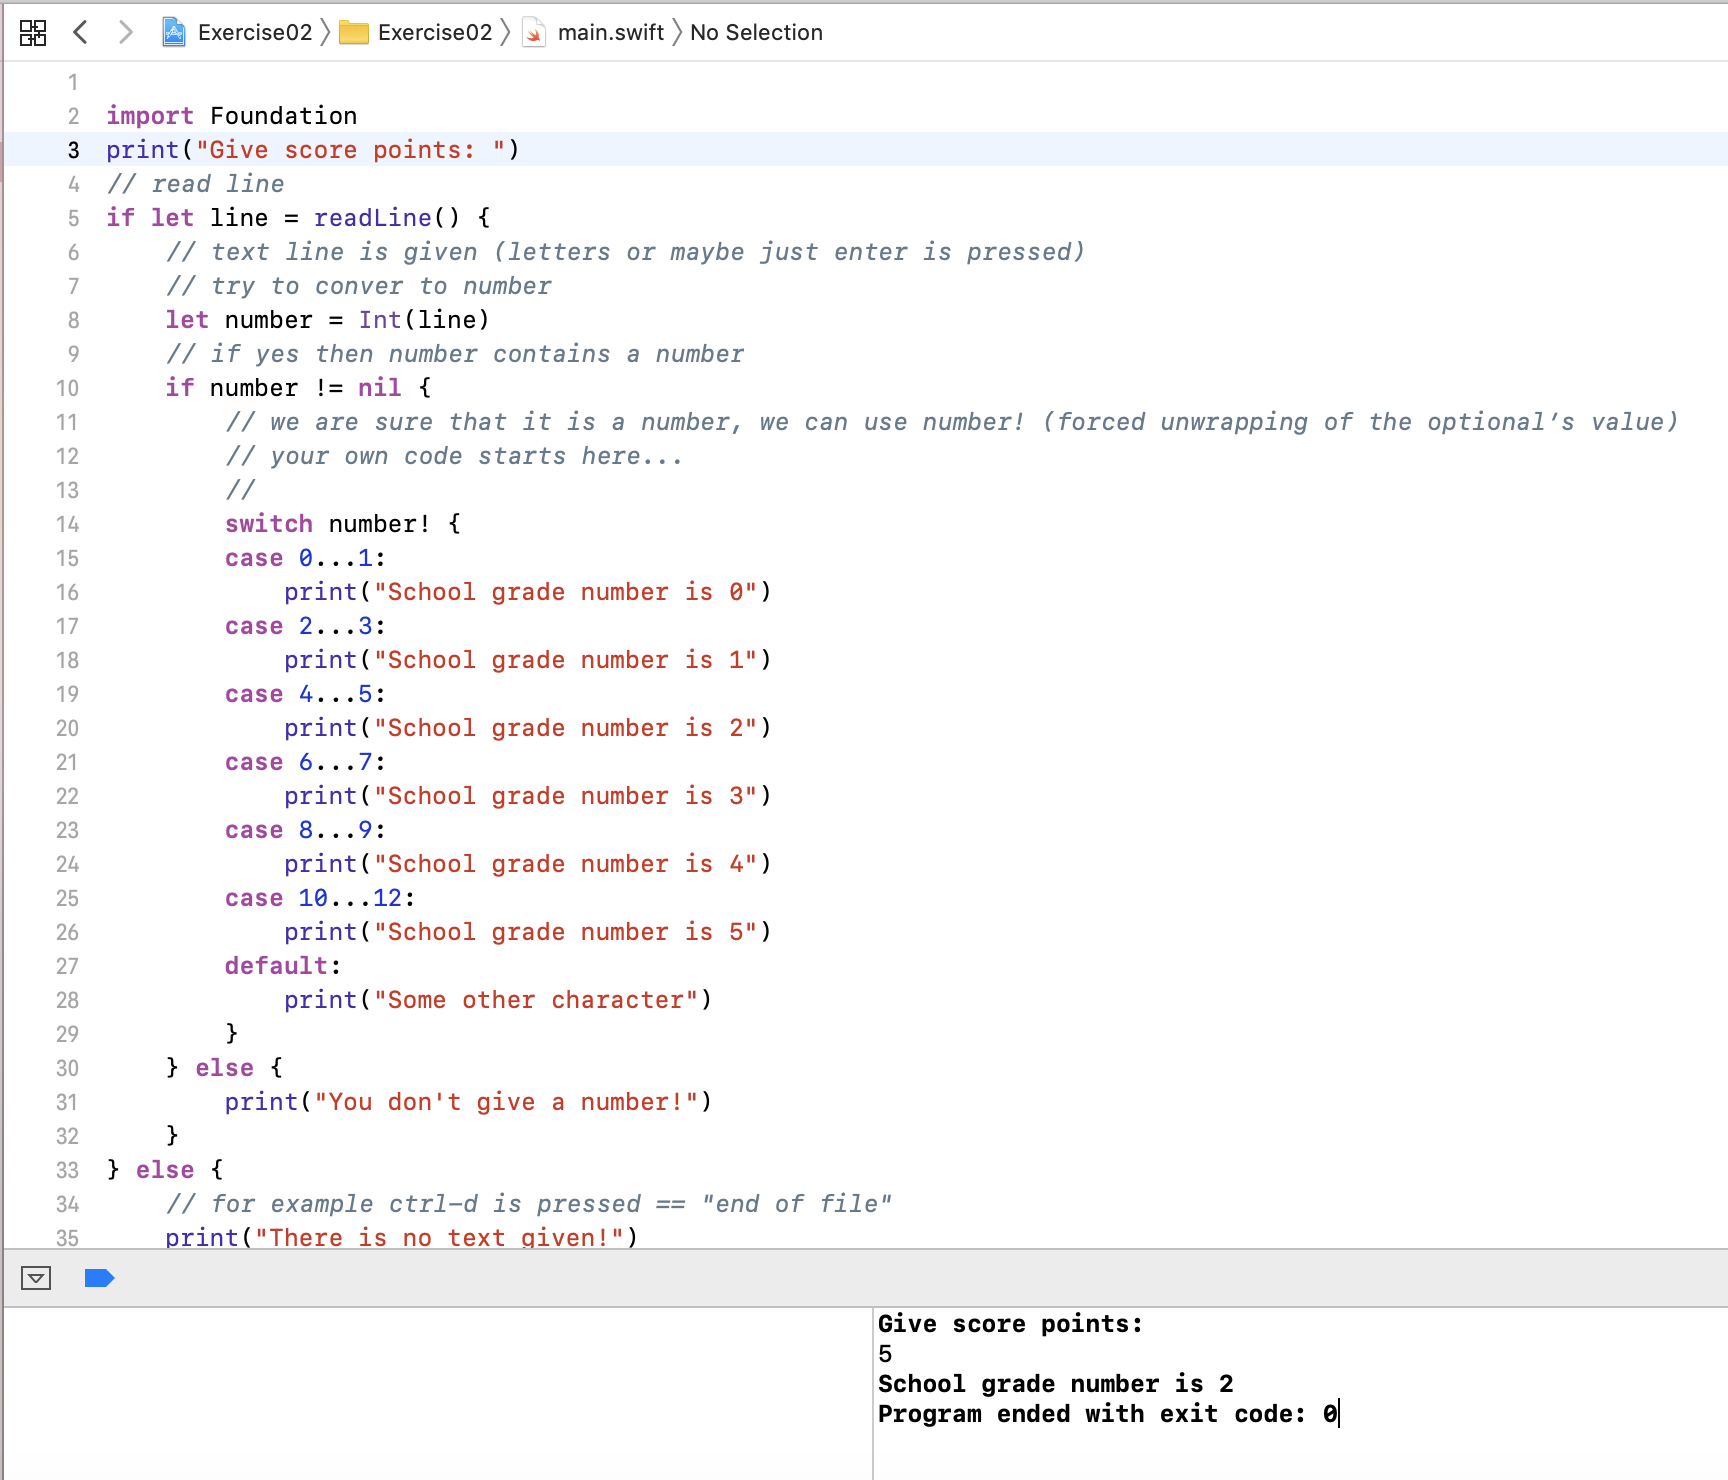 Exercise02 〉 Exercise02 〉 main.swift 〉 No Selection
1
2 import Foundation
3 print("Give score points: ")
4 // read line
5 if let line = readLine() {
6     // text line is given (letters or maybe just enter is pressed)
7     // try to conver to number
8     let number = Int(line)
9     // if yes then number contains a number
10     if number != nil {
11         // we are sure that it is a number, we can use number! (forced unwrapping of the optional’s value)
12         // your own code starts here...
13         //
14         switch number! {
15         case 0...1:
16             print("School grade number is 0")
17         case 2...3:
18             print("School grade number is 1")
19         case 4...5:
20             print("School grade number is 2")
21         case 6...7:
22             print("School grade number is 3")
23         case 8...9:
24             print("School grade number is 4")
25         case 10...12:
26             print("School grade number is 5")
27         default:
28             print("Some other character")
29         }
30     } else {
31         print("You don't give a number!")
32     }
33 } else {
34     // for example ctrl-d is pressed == "end of file"
35     print("There is no text given!")
Give score points:
5
School grade number is 2
Program ended with exit code: 0